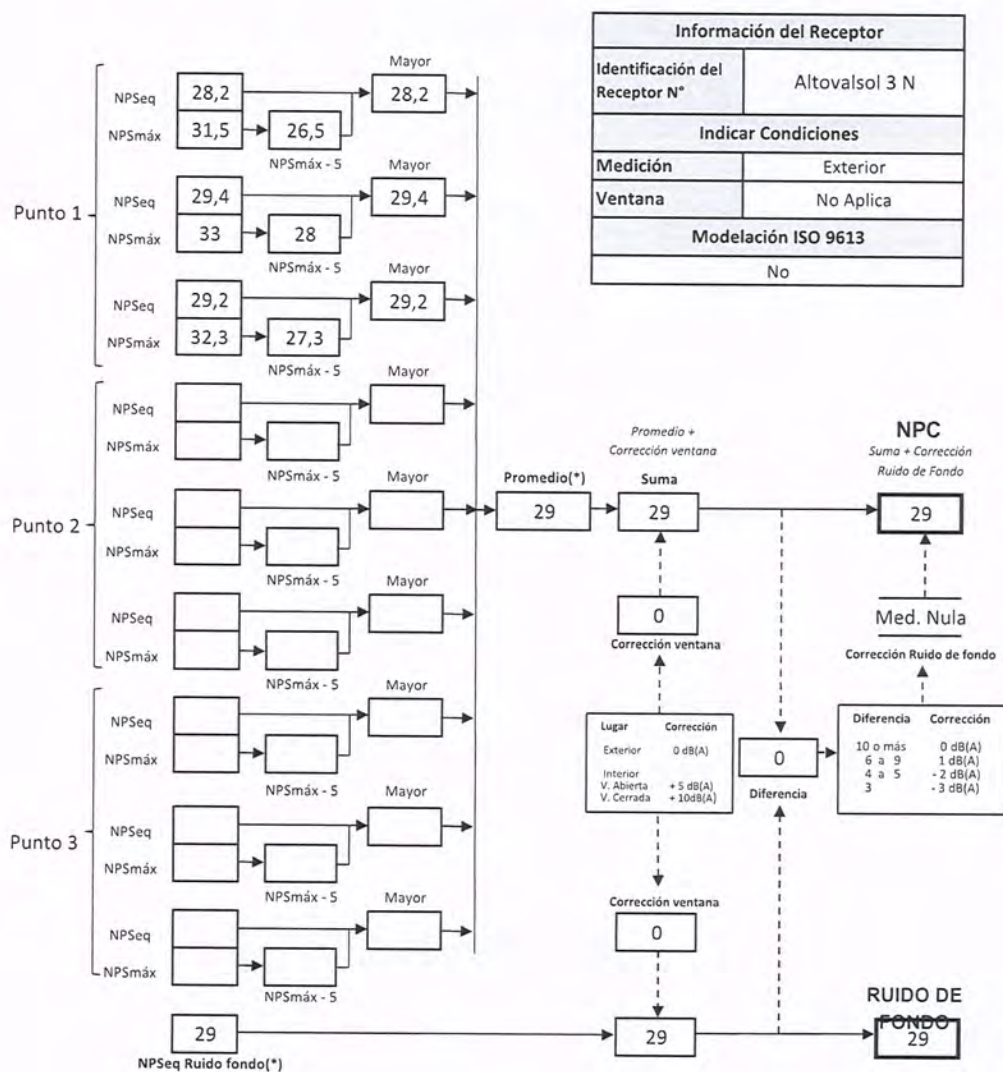 Información del Receptor
Identificación del Receptor N°
Altovalsol 3 N
Indicar Condiciones
Medición
Exterior
Ventana
No Aplica
Modelación ISO 9613
No
Punto 1
Mayor
NPSeq
28,2
28,2
NPSmáx
31,5
26,5
NPSmáx - 5
Mayor
NPSeq
29,4
29,4
NPSmáx
33
28
NPSmáx - 5
Mayor
NPSeq
29,2
29,2
NPSmáx
32,3
27,3
NPSmáx - 5
Punto 2
Mayor
NPSeq
NPSmáx
NPSmáx - 5
Mayor
NPSeq
NPSmáx
NPSmáx - 5
Mayor
NPSeq
NPSmáx
NPSmáx - 5
Punto 3
Mayor
NPSeq
NPSmáx
NPSmáx - 5
Mayor
NPSeq
NPSmáx
NPSmáx - 5
Mayor
NPSeq
NPSmáx
NPSmáx - 5
Promedio(*)
29
Promedio +
Corrección ventana
Suma
29
NPC
Suma + Corrección
Ruido de Fondo
29
0
Corrección ventana
Med. Nula
Corrección Ruido de fondo
Lugar Corrección
Exterior 0 dB(A)
Interior
V. Abierta + 5 dB(A)
V. Cerrada + 10dB(A)
0
Diferencia
Diferencia Corrección
10 o más 0 dB(A)
6 a 9 1 dB(A)
4 a 5 - 2 dB(A)
3 - 3 dB(A)
Corrección ventana
0
29
NPSeq Ruido fondo(*)
29
RUIDO DE
FONDO
29